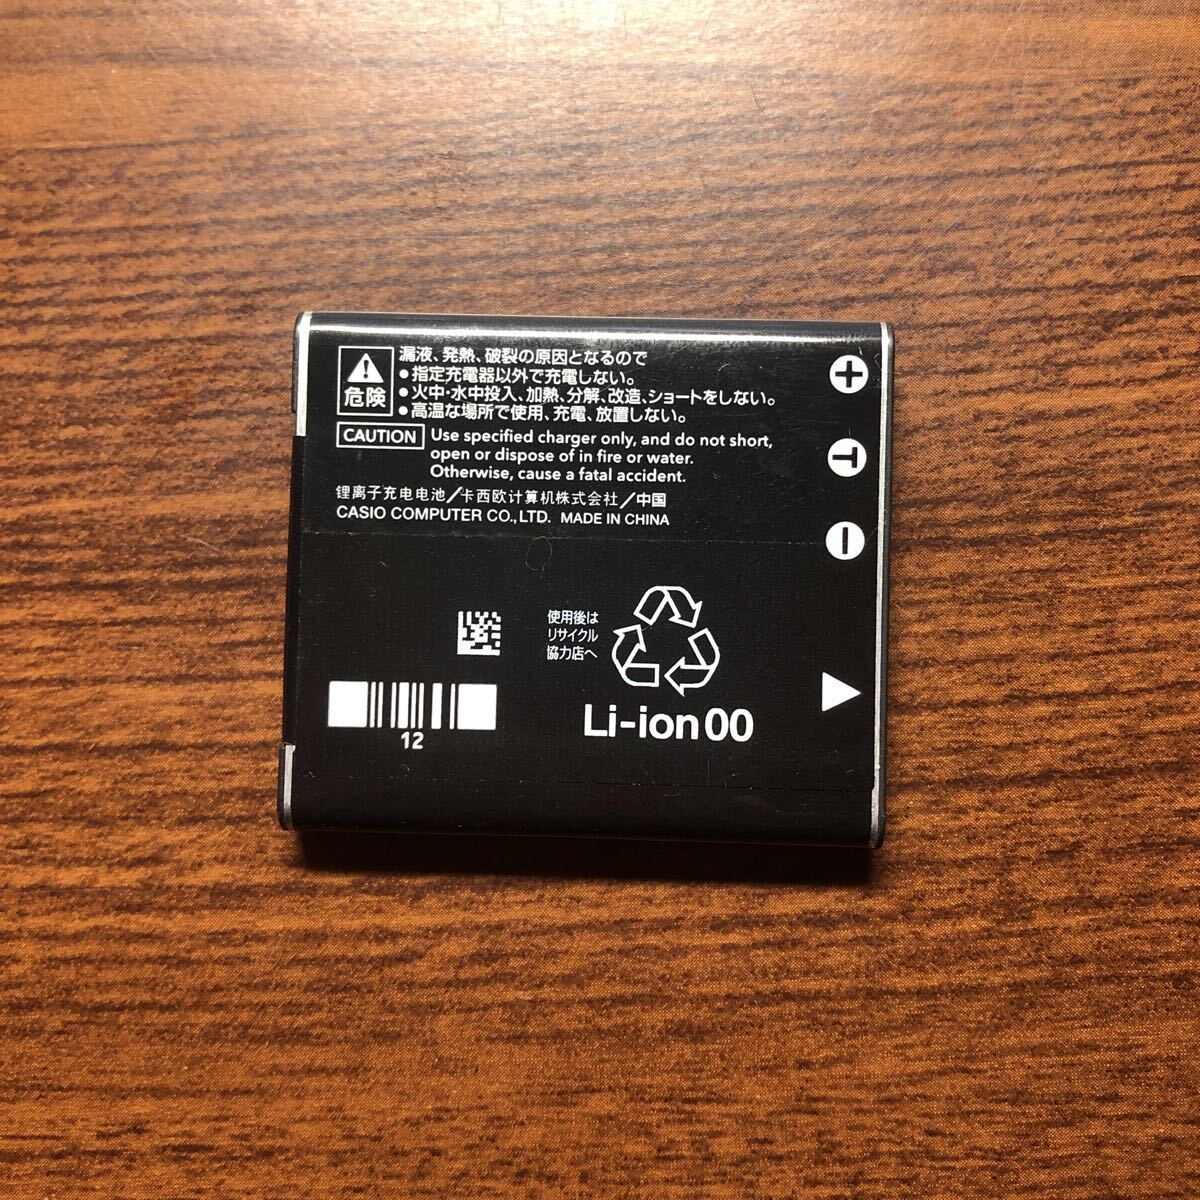 漏液、発熱、破裂の原因となるので
危険
•指定充電器以外で充電しない。
•火中・水中投入、加熱、分解、改造、ショートをしない。
•高温な場所で使用、充電、放置しない。
CAUTION Use specified charger only, and do not short,
open or dispose of in fire or water.
Otherwise, cause a fatal accident.
锂离子充电电池/卡西欧计算机株式会社/中国
CASIO COMPUTER CO.,LTD. MADE IN CHINA
+
T
−
使用後は
リサイクル
協力店へ
Li-ion 00
12